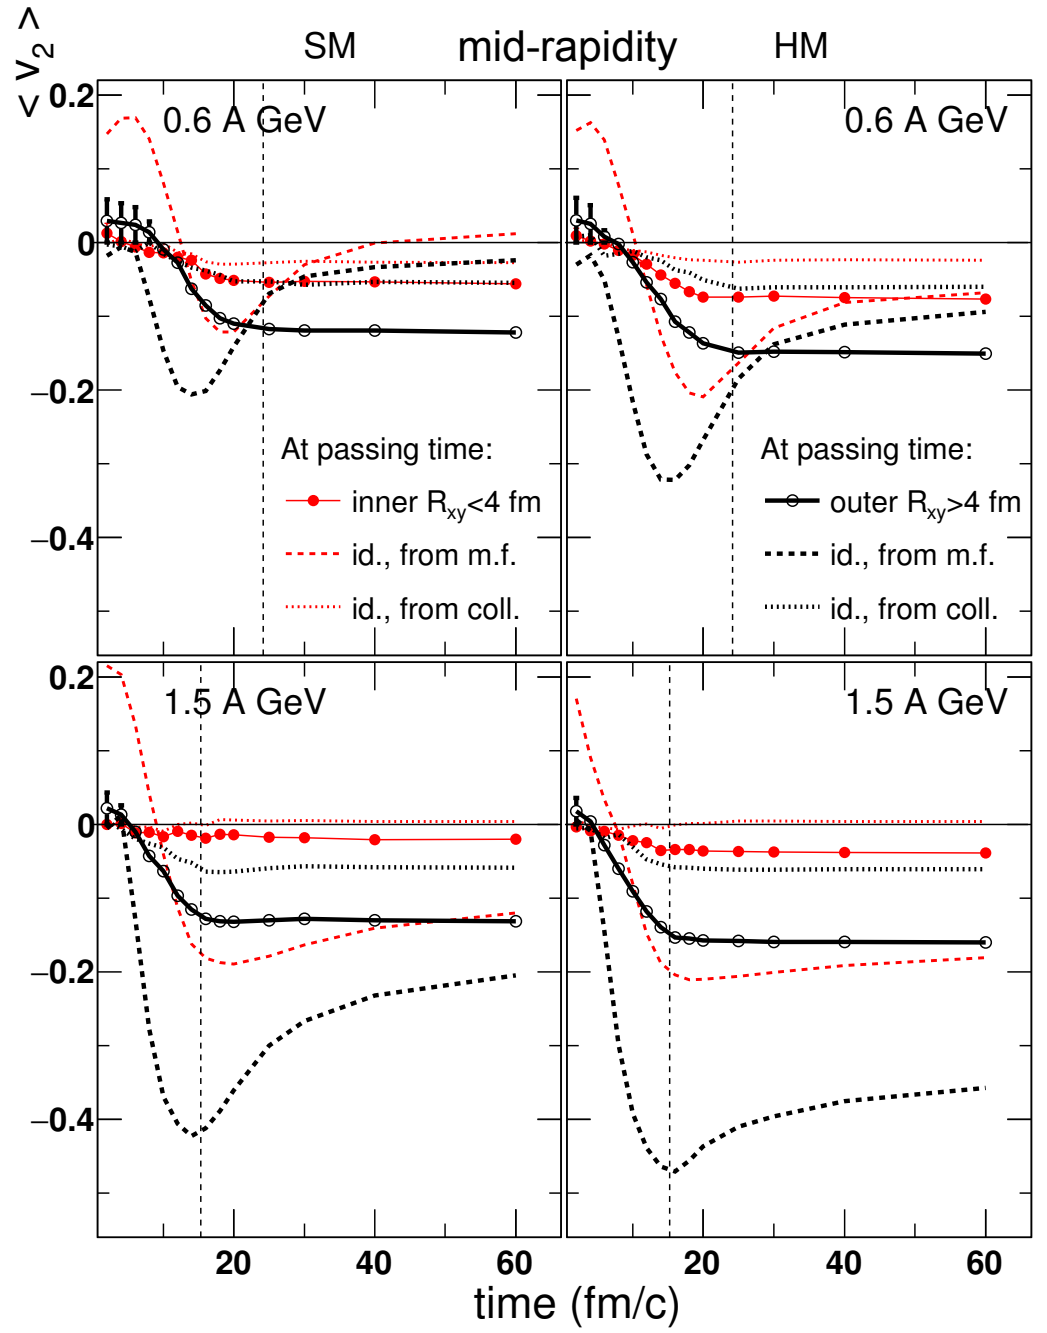 SM mid-rapidity HM
< v2 >
0.2
0
−0.2
−0.4
0.6 A GeV
At passing time:
inner Rxy<4 fm
id., from m.f.
id., from coll.
0.6 A GeV
At passing time:
outer Rxy>4 fm
id., from m.f.
id., from coll.
0.2
0
−0.2
−0.4
1.5 A GeV
1.5 A GeV
20 40 60
20 40 60
time (fm/c)